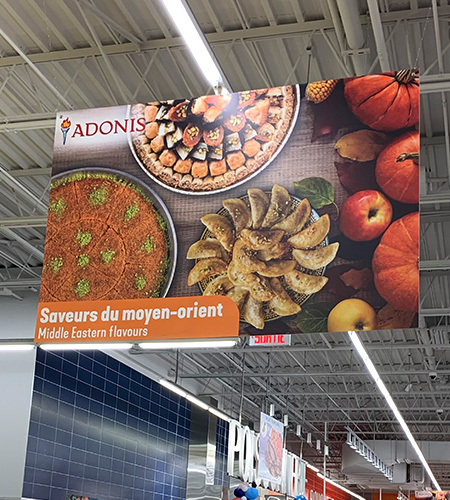 ADONIS
Saveurs du moyen-orient
Middle Eastern flavours
SORTIE